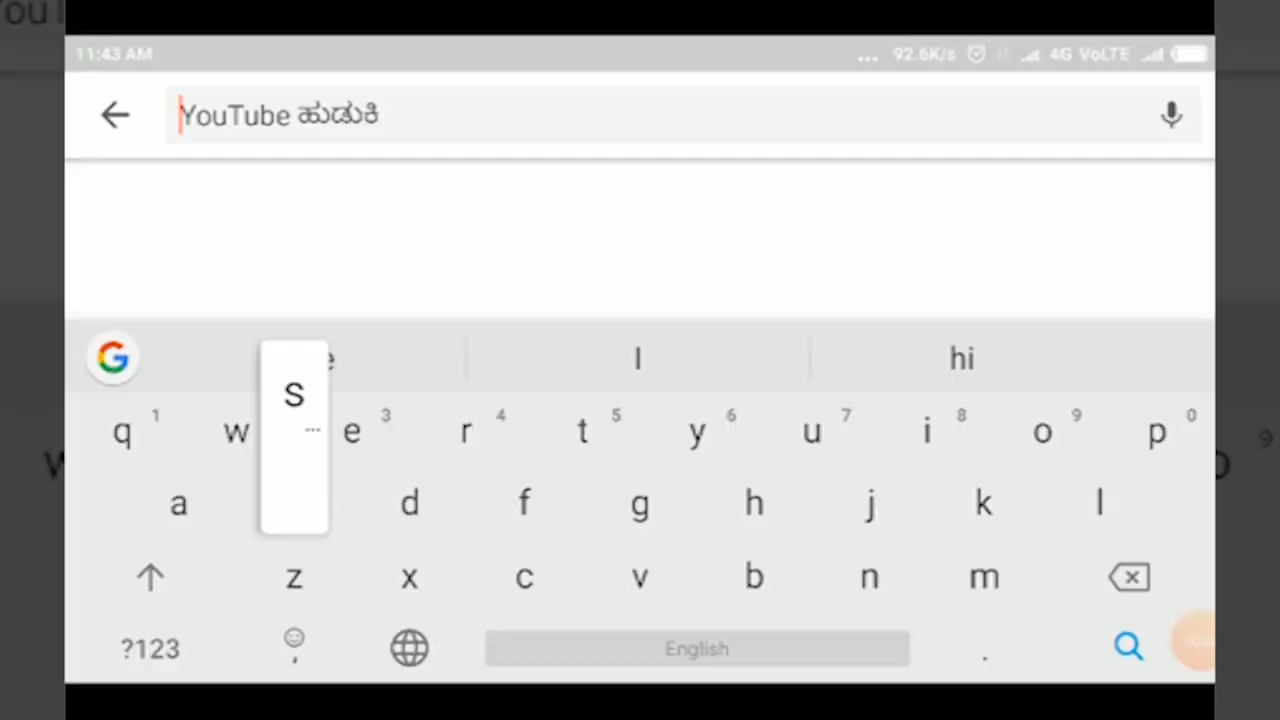 11:43 AM ... 92.6K/s 4G VoLTE
YouTube ಹುಡುಕಿ
I hi
q 1 w e 3 r 4 t 5 y 6 u 7 i 8 o 9 p 0
a s ... d f g h j k l
z x c v b n m
?123 , English .